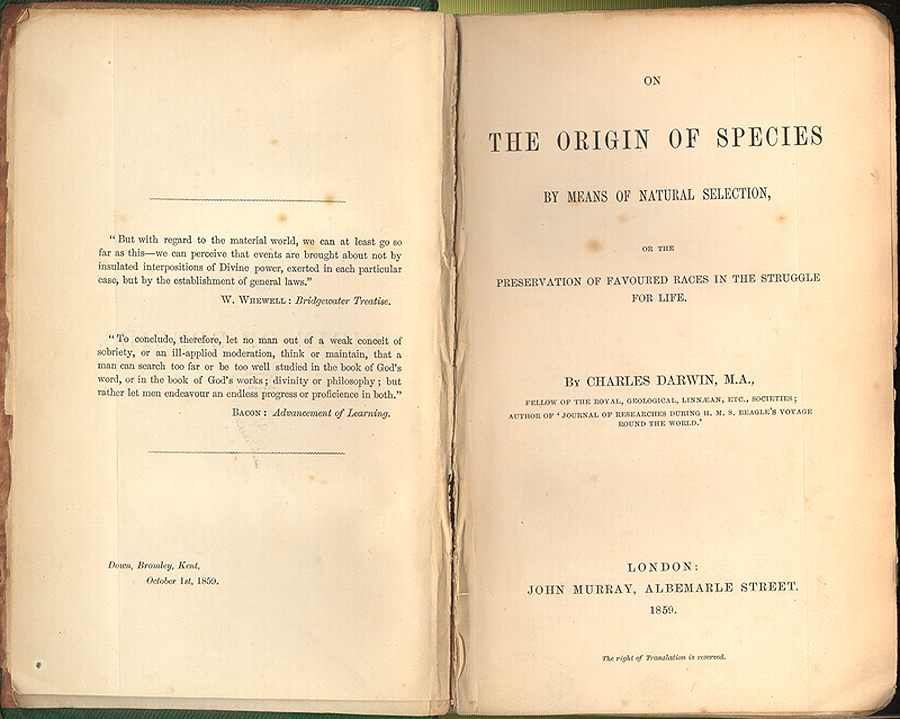 “But with regard to the material world, we can at least go so
far as this—we can perceive that events are brought about not by
insulated interpositions of Divine power, exerted in each particular
case, but by the establishment of general laws.”
W. WHEWELL: Bridgewater Treatise.
“To conclude, therefore, let no man out of a weak conceit of
sobriety, or an ill-applied moderation, think or maintain, that a
man can search too far or be too well studied in the book of God’s
word, or in the book of God’s works; divinity or philosophy; but
rather let men endeavour an endless progress or proficience in both.”
BACON: Advancement of Learning.
Down, Bromley, Kent,
October 1st, 1859.
ON
THE ORIGIN OF SPECIES
BY MEANS OF NATURAL SELECTION,
OR THE
PRESERVATION OF FAVOURED RACES IN THE STRUGGLE
FOR LIFE.
BY CHARLES DARWIN, M.A.,
FELLOW OF THE ROYAL, GEOLOGICAL, LINNÆAN, ETC., SOCIETIES;
AUTHOR OF ‘JOURNAL OF RESEARCHES DURING H. M. S. BEAGLE’S VOYAGE
ROUND THE WORLD.’
LONDON:
JOHN MURRAY, ALBEMARLE STREET.
1859.
The right of Translation is reserved.